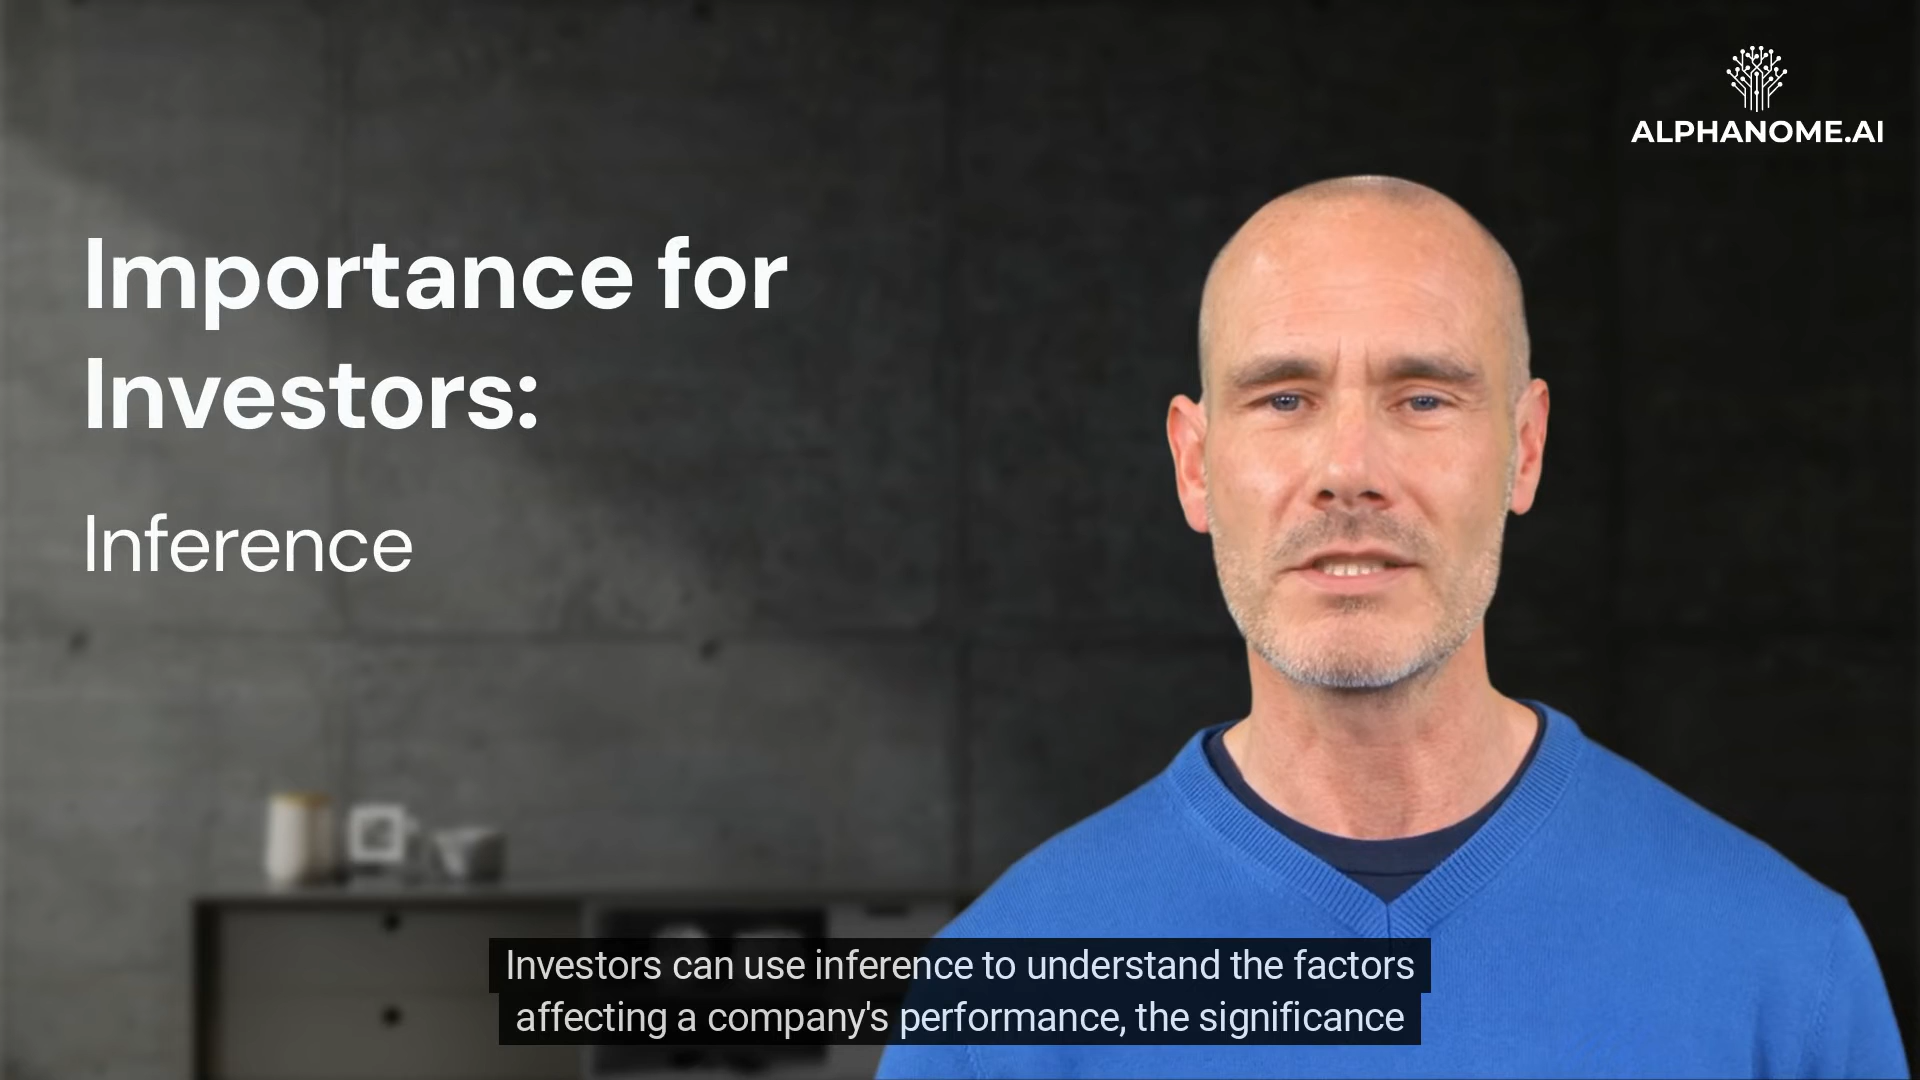 ALPHANOME.AI
Importance for
Investors:
Inference
Investors can use inference to understand the factors
affecting a company's performance, the significance